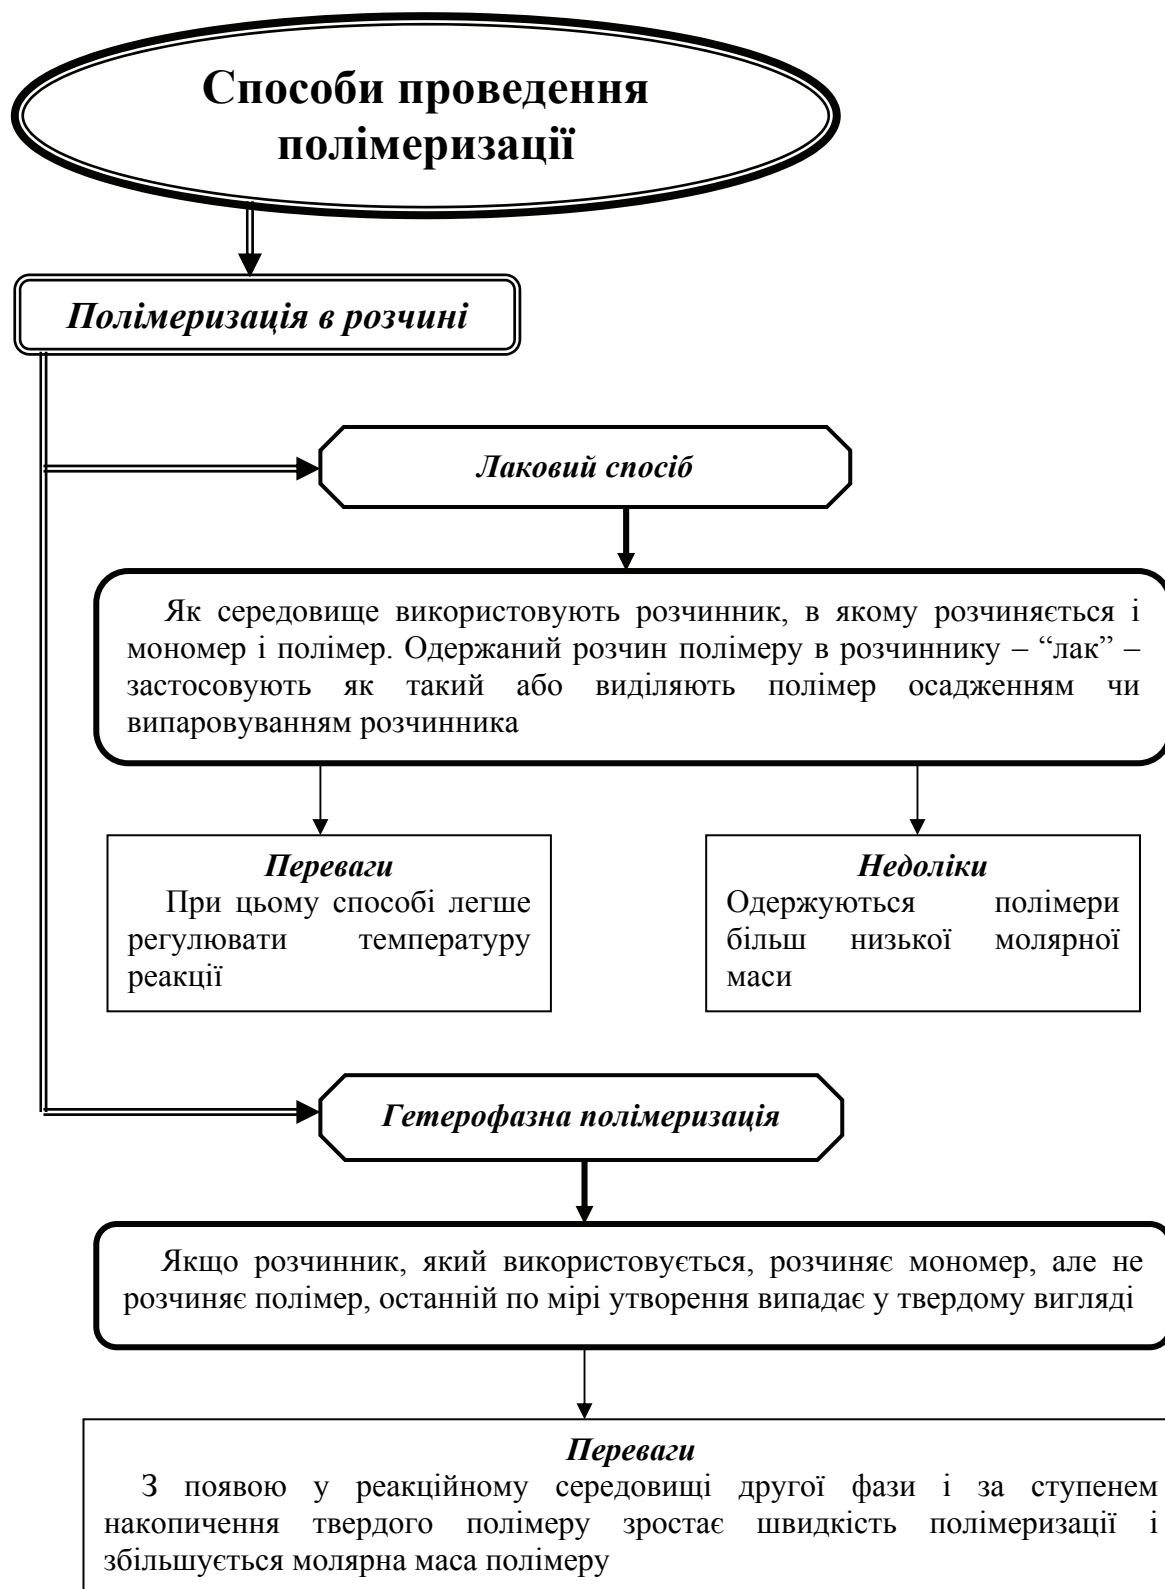 Способи проведення
полімеризації
Полімеризація в розчині
Лаковий спосіб
Як середовище використовують розчинник, в якому розчиняється і
мономер і полімер. Одержаний розчин полімеру в розчиннику – “лак” –
застосовують як такий або виділяють полімер осадженням чи
випаровуванням розчинника
Переваги
При цьому способі легше
регулювати температуру
реакції
Недоліки
Одержуються полімери
більш низької молярної
маси
Гетерофазна полімеризація
Якщо розчинник, який використовується, розчиняє мономер, але не
розчиняє полімер, останній по мірі утворення випадає у твердому вигляді
Переваги
З появою у реакційному середовищі другої фази і за ступенем
накопичення твердого полімеру зростає швидкість полімеризації і
збільшується молярна маса полімеру